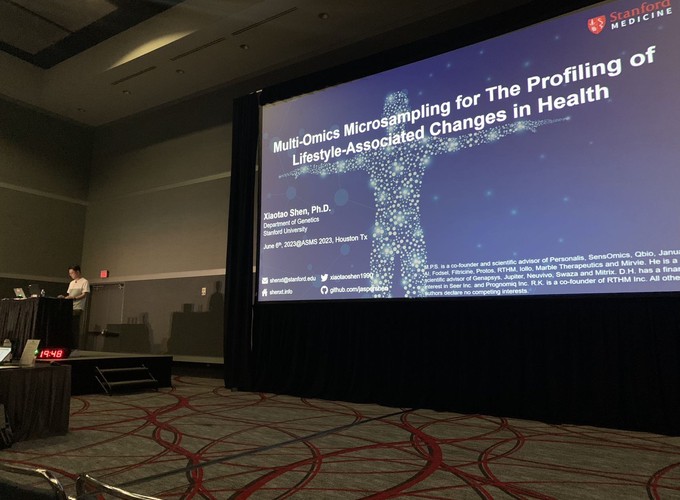 Stanford
MEDICINE
Multi-Omics Microsampling for The Profiling of
Lifestyle-Associated Changes in Health
Xiaotao Shen, Ph.D.
Department of Genetics
Stanford University
June 6th, 2023@ASMS 2023, Houston Tx
shenxt@stanford.edu
xiaotaoshen1990
shenxt.info
github.com/jaspershen
M.P.S. is a co-founder and scientific advisor of Personalis, SensOmics, Qbio, Janua
AI, Fodsel, Filtricine, Protos, RTHM, Iollo, Marble Therapeutics and Mirvie. He is a
scientific advisor of Genapsys, Jupiter, Neuvivo, Swaza and Mitrix. D.H. has a finan
interest in Seer Inc. and Prognomiq Inc. R.K. is a co-founder of RTHM Inc. All other
authors declare no competing interests.
19:48